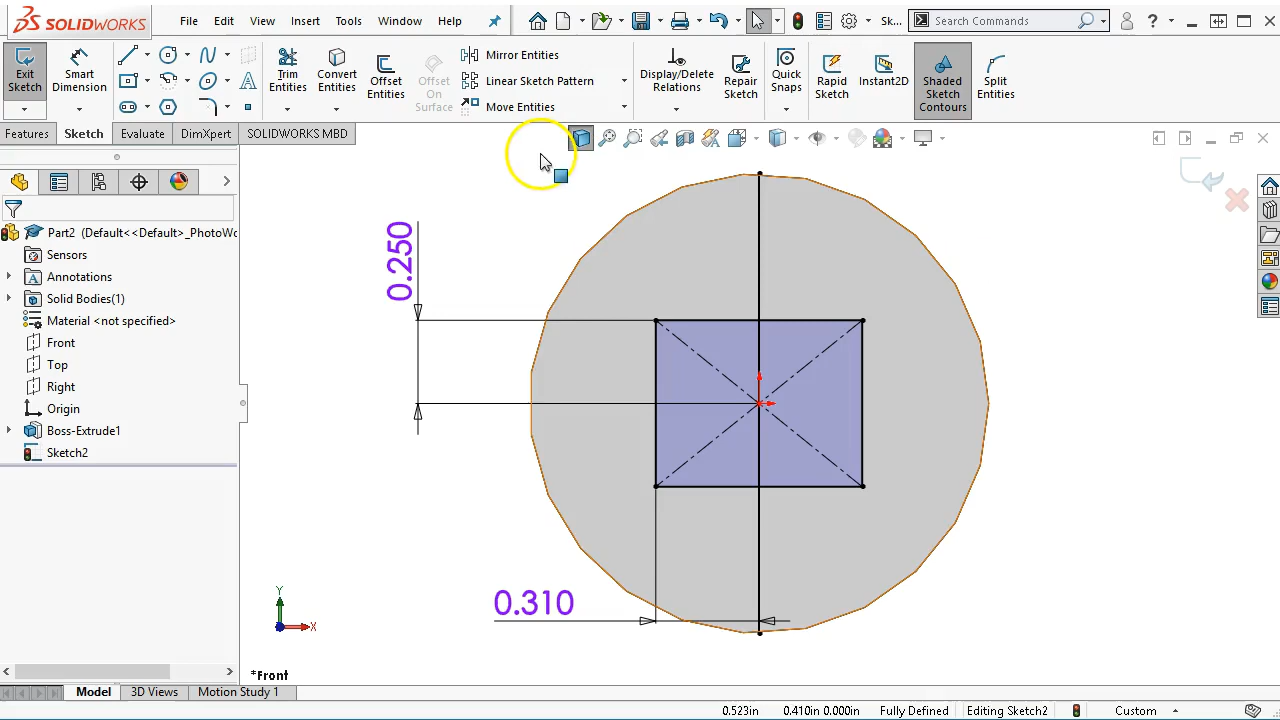 SOLIDWORKS
File Edit View Insert Tools Window Help
Sk...
Search Commands
?
Exit Sketch
Smart Dimension
Trim Entities
Convert Entities
Offset Entities
Offset On Surface
Mirror Entities
Linear Sketch Pattern
Move Entities
Display/Delete Relations
Repair Sketch
Quick Snaps
Rapid Sketch
Instant2D
Shaded Sketch Contours
Split Entities
Features Sketch Evaluate DimXpert SOLIDWORKS MBD
Part2 (Default<<Default>_PhotoWo
Sensors
Annotations
Solid Bodies(1)
Material <not specified>
Front
Top
Right
Origin
Boss-Extrude1
Sketch2
0.250
0.310
Y
X
*Front
Model 3D Views Motion Study 1
0.523in 0.410in 0.000in Fully Defined Editing Sketch2 Custom